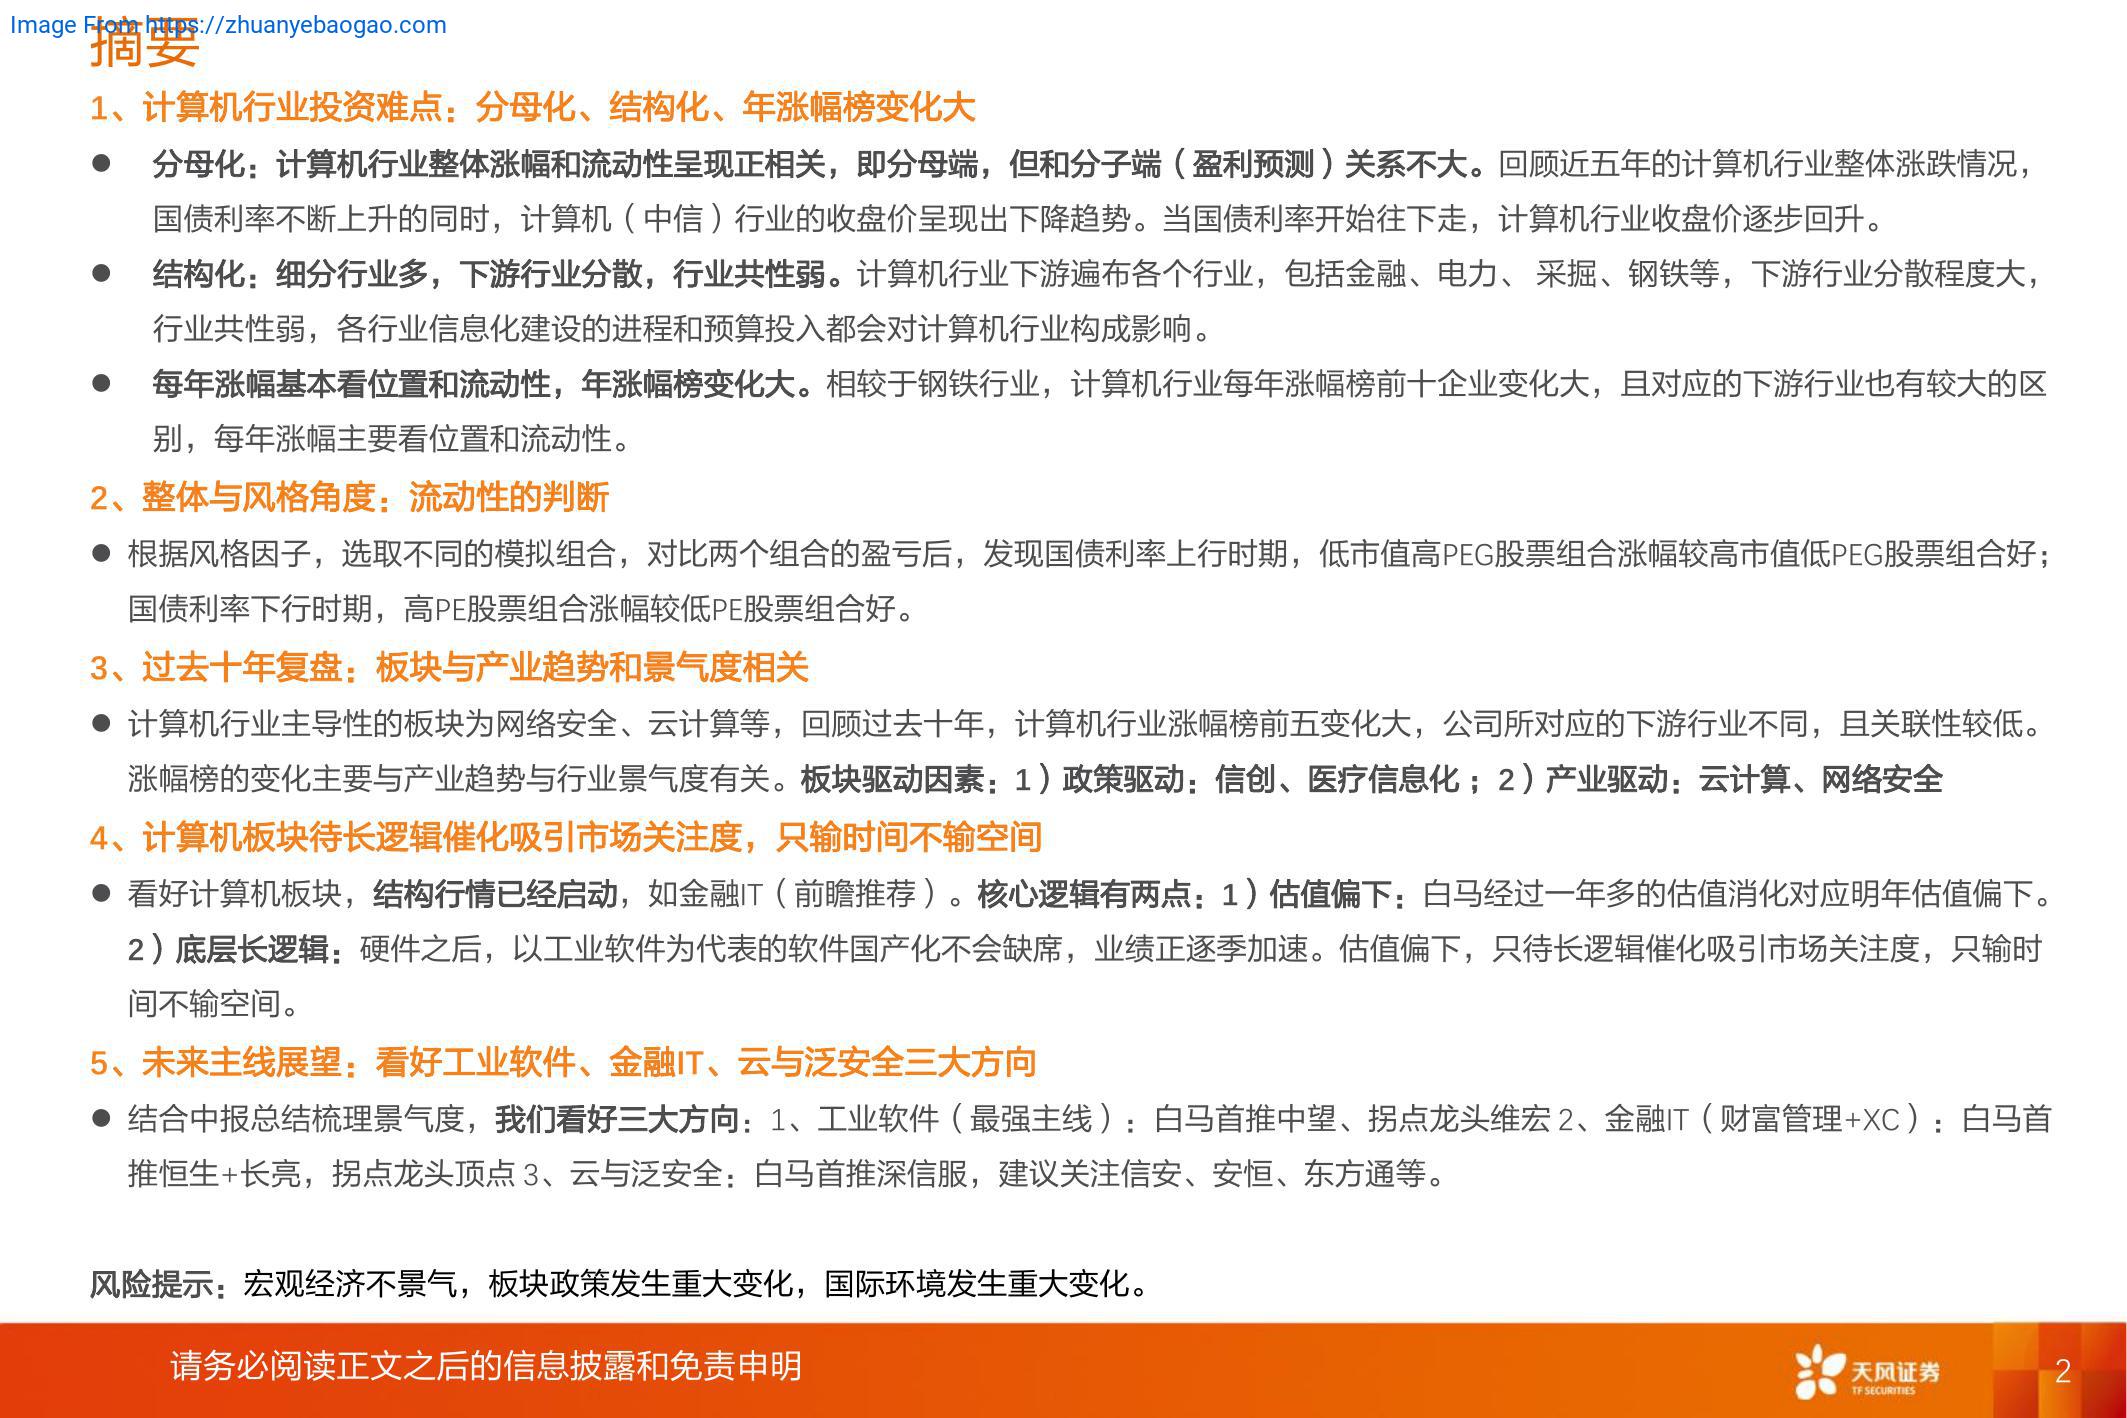 Image From https://zhuanyebaogao.com
摘要
1、计算机行业投资难点：分母化、结构化、年涨幅榜变化大
● 分母化：计算机行业整体涨幅和流动性呈现正相关，即分母端，但和分子端（盈利预测）关系不大。回顾近五年的计算机行业整体涨跌情况，
国债利率不断上升的同时，计算机（中信）行业的收盘价呈现出下降趋势。当国债利率开始往下走，计算机行业收盘价逐步回升。
● 结构化：细分行业多，下游行业分散，行业共性弱。计算机行业下游遍布各个行业，包括金融、电力、 采掘、钢铁等，下游行业分散程度大，
行业共性弱，各行业信息化建设的进程和预算投入都会对计算机行业构成影响。
● 每年涨幅基本看位置和流动性，年涨幅榜变化大。相较于钢铁行业，计算机行业每年涨幅榜前十企业变化大，且对应的下游行业也有较大的区
别，每年涨幅主要看位置和流动性。
2、整体与风格角度：流动性的判断
● 根据风格因子，选取不同的模拟组合，对比两个组合的盈亏后，发现国债利率上行时期，低市值高PEG股票组合涨幅较高市值低PEG股票组合好；
国债利率下行时期，高PE股票组合涨幅较低PE股票组合好。
3、过去十年复盘：板块与产业趋势和景气度相关
● 计算机行业主导性的板块为网络安全、云计算等，回顾过去十年，计算机行业涨幅榜前五变化大，公司所对应的下游行业不同，且关联性较低。
涨幅榜的变化主要与产业趋势与行业景气度有关。板块驱动因素：1）政策驱动：信创、医疗信息化；2）产业驱动：云计算、网络安全
4、计算机板块待长逻辑催化吸引市场关注度，只输时间不输空间
● 看好计算机板块，结构行情已经启动，如金融IT（前瞻推荐）。核心逻辑有两点：1）估值偏下：白马经过一年多的估值消化对应明年估值偏下。
2）底层长逻辑：硬件之后，以工业软件为代表的软件国产化不会缺席，业绩正逐季加速。估值偏下，只待长逻辑催化吸引市场关注度，只输时
间不输空间。
5、未来主线展望：看好工业软件、金融IT、云与泛安全三大方向
● 结合中报总结梳理景气度，我们看好三大方向：1、工业软件（最强主线）：白马首推中望、拐点龙头维宏 2、金融IT（财富管理+XC）：白马首
推恒生+长亮，拐点龙头顶点 3、云与泛安全：白马首推深信服，建议关注信安、安恒、东方通等。
风险提示：宏观经济不景气，板块政策发生重大变化，国际环境发生重大变化。
请务必阅读正文之后的信息披露和免责申明
天风证券
TF SECURITIES
2